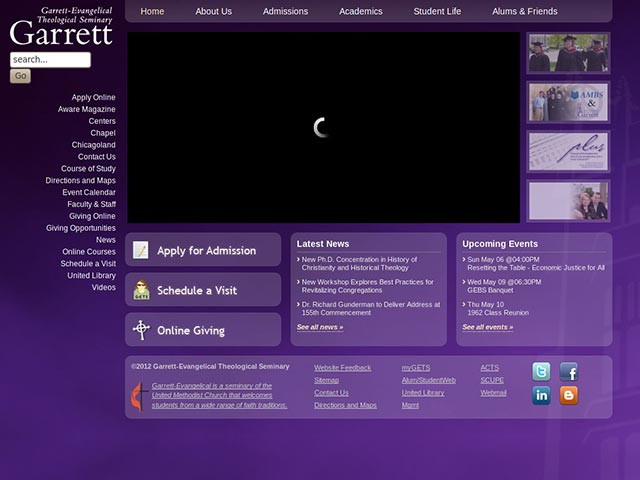 Garrett-Evangelical
Theological Seminary
Garrett
search...
Go
Home About Us Admissions Academics Student Life Alums & Friends
Apply Online
Aware Magazine
Centers
Chapel
Chicagoland
Contact Us
Course of Study
Directions and Maps
Event Calendar
Faculty & Staff
Giving Online
Giving Opportunities
News
Online Courses
Schedule a Visit
United Library
Videos
AMBS
&
Garrett
plus
Apply for Admission
Schedule a Visit
GETS
Online Giving
Latest News
New Ph.D. Concentration in History of
Christianity and Historical Theology
New Workshop Explores Best Practices for
Revitalizing Congregations
Dr. Richard Gunderman to Deliver Address at
155th Commencement
See all news »
Upcoming Events
Sun May 06 @04:00PM
Resetting the Table - Economic Justice for All
Wed May 09 @06:30PM
GEBS Banquet
Thu May 10
1962 Class Reunion
See all events »
©2012 Garrett-Evangelical Theological Seminary
Garrett-Evangelical is a seminary of the
United Methodist Church that welcomes
students from a wide range of faith traditions.
Website Feedback
Sitemap
Contact Us
Directions and Maps
myGETS
Alum/StudentWeb
United Library
Mgmt
ACTS
SCUPE
Webmail